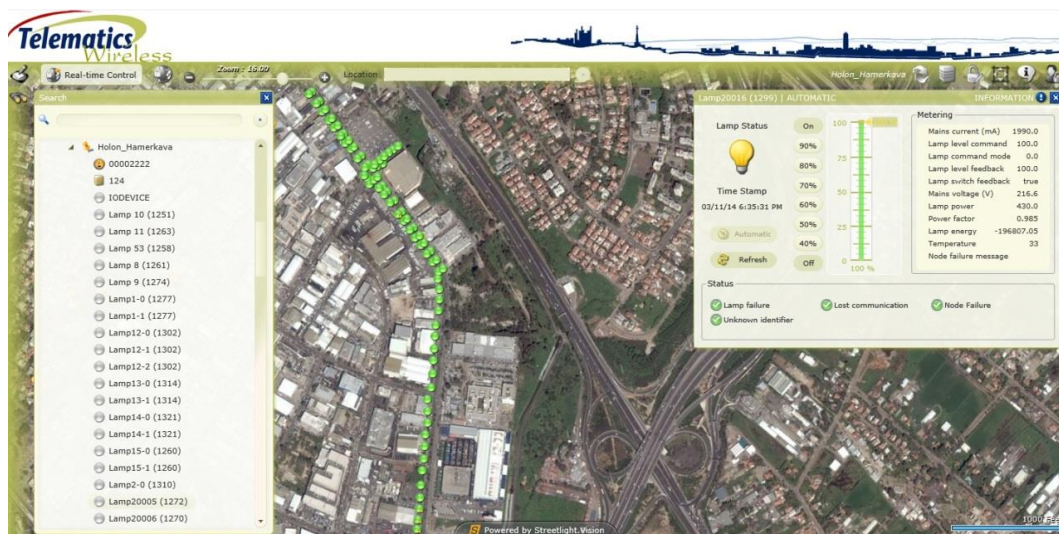 Telematics
Wireless
Real-time Control
Zoom : 16.00
Location
Holon_Hamerkava
Search
Holon_Hamerkava
00002222
124
IODEVICE
Lamp 10 (1251)
Lamp 11 (1263)
Lamp 53 (1258)
Lamp 8 (1261)
Lamp 9 (1274)
Lamp1-0 (1277)
Lamp1-1 (1277)
Lamp12-0 (1302)
Lamp12-1 (1302)
Lamp12-2 (1302)
Lamp13-0 (1314)
Lamp13-1 (1314)
Lamp14-0 (1321)
Lamp14-1 (1321)
Lamp15-0 (1260)
Lamp15-1 (1260)
Lamp2-0 (1310)
Lamp20005 (1272)
Lamp20006 (1270)
Lamp20016 (1299) | AUTOMATIC INFORMATION
Lamp Status
Time Stamp
03/11/14 6:35:31 PM
Automatic
Refresh
On
90%
80%
70%
60%
50%
40%
Off
100
75
50
25
0
100 %
Metering
Mains current (mA) 1990.0
Lamp level command 100.0
Lamp command mode 0.0
Lamp level feedback 100.0
Lamp switch feedback true
Mains voltage (V) 216.6
Lamp power 430.0
Power factor 0.985
Lamp energy -196807.05
Temperature 33
Node failure message
Status
Lamp failure Lost communication Node Failure
Unknown identifier
Powered by Streetlight.Vision